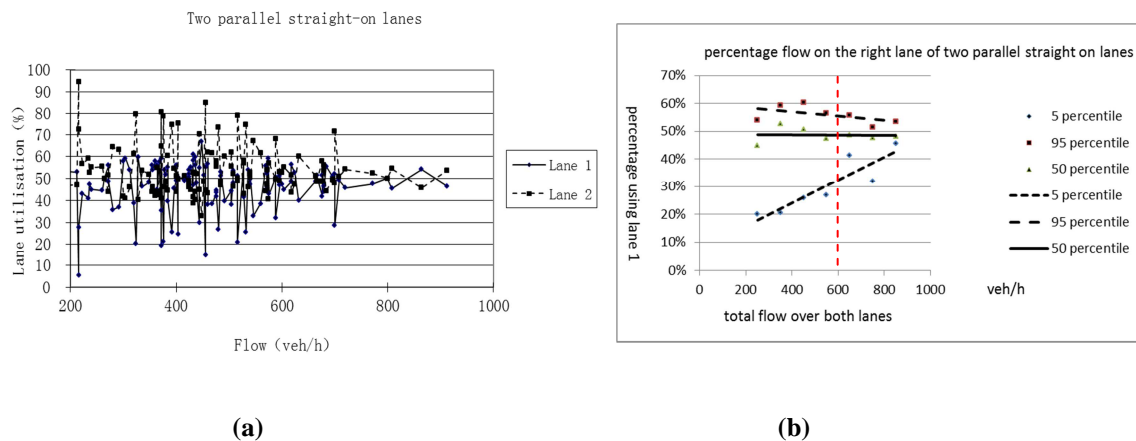 Two parallel straight-on lanes
Lane utilisation (%)
100
90
80
70
60
50
40
30
20
10
0
200
400
600
800
1000
Flow (veh/h)
Lane 1
Lane 2
(a)
percentage flow on the right lane of two parallel straight on lanes
percentage using lane 1
70%
60%
50%
40%
30%
20%
10%
0%
0
200
400
600
800
1000
veh/h
total flow over both lanes
5 percentile
95 percentile
50 percentile
5 percentile
95 percentile
50 percentile
(b)